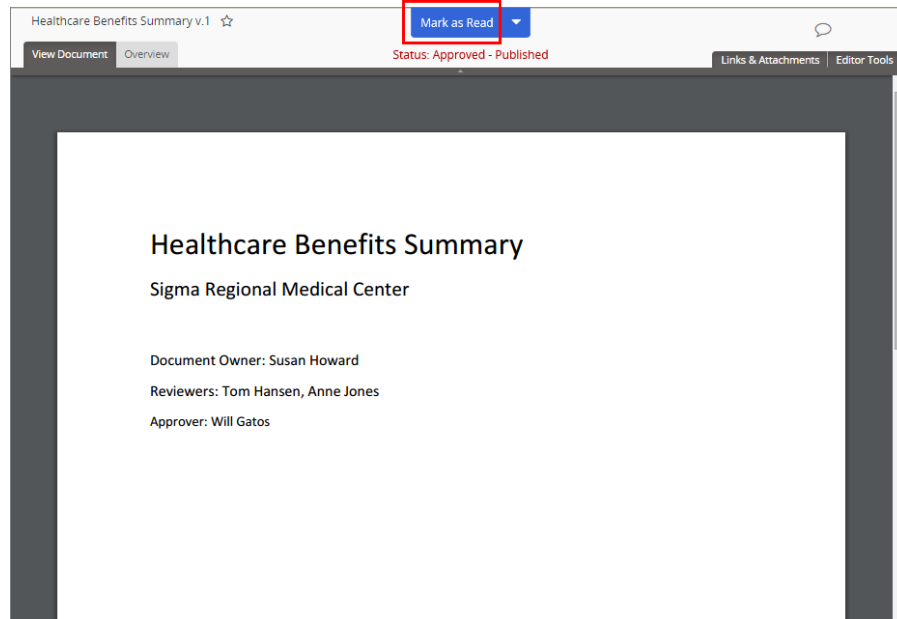 Healthcare Benefits Summary v.1
Mark as Read
View Document
Overview
Status: Approved - Published
Links & Attachments
Editor Tools
Healthcare Benefits Summary
Sigma Regional Medical Center
Document Owner: Susan Howard
Reviewers: Tom Hansen, Anne Jones
Approver: Will Gatos